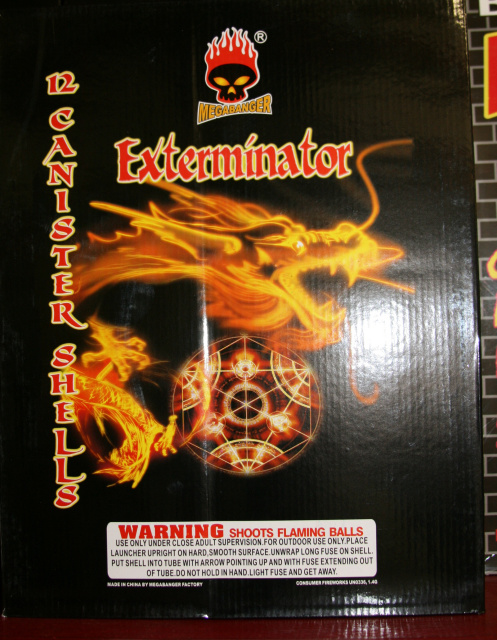 ®
MEGABANGER
Exterminator
12 CANISTER SHELLS
WARNING SHOOTS FLAMING BALLS
USE ONLY UNDER CLOSE ADULT SUPERVISION.FOR OUTDOOR USE ONLY.PLACE
LAUNCHER UPRIGHT ON HARD,SMOOTH SURFACE.UNWRAP LONG FUSE ON SHELL.
PUT SHELL INTO TUBE WITH ARROW POINTING UP AND WITH FUSE EXTENDING OUT
OF TUBE.DO NOT HOLD IN HAND.LIGHT FUSE AND GET AWAY.
MADE IN CHINA BY MEGABANGER FACTORY CONSUMER FIREWORKS UN0336, 1.4G